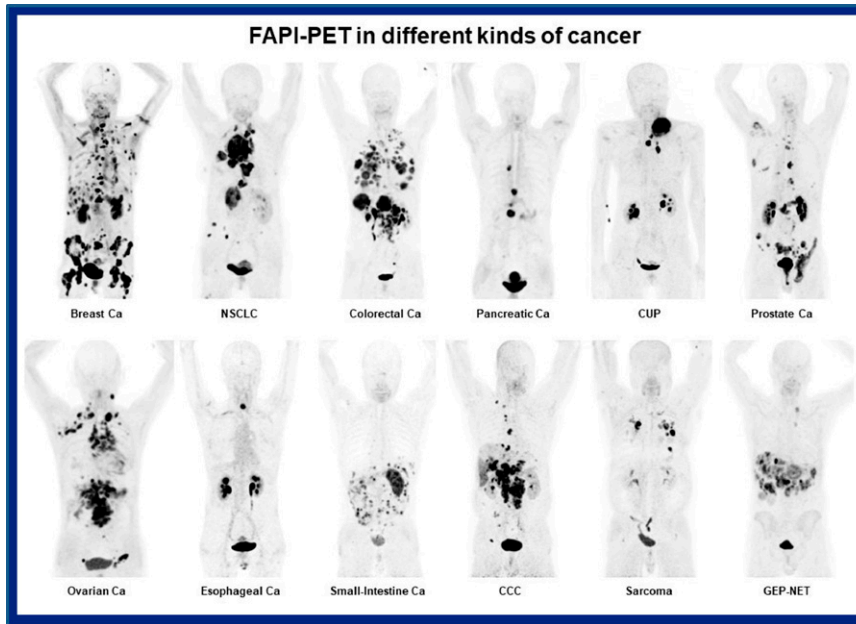 FAPI-PET in different kinds of cancer
Breast Ca
NSCLC
Colorectal Ca
Pancreatic Ca
CUP
Prostate Ca
Ovarian Ca
Esophageal Ca
Small-Intestine Ca
CCC
Sarcoma
GEP-NET